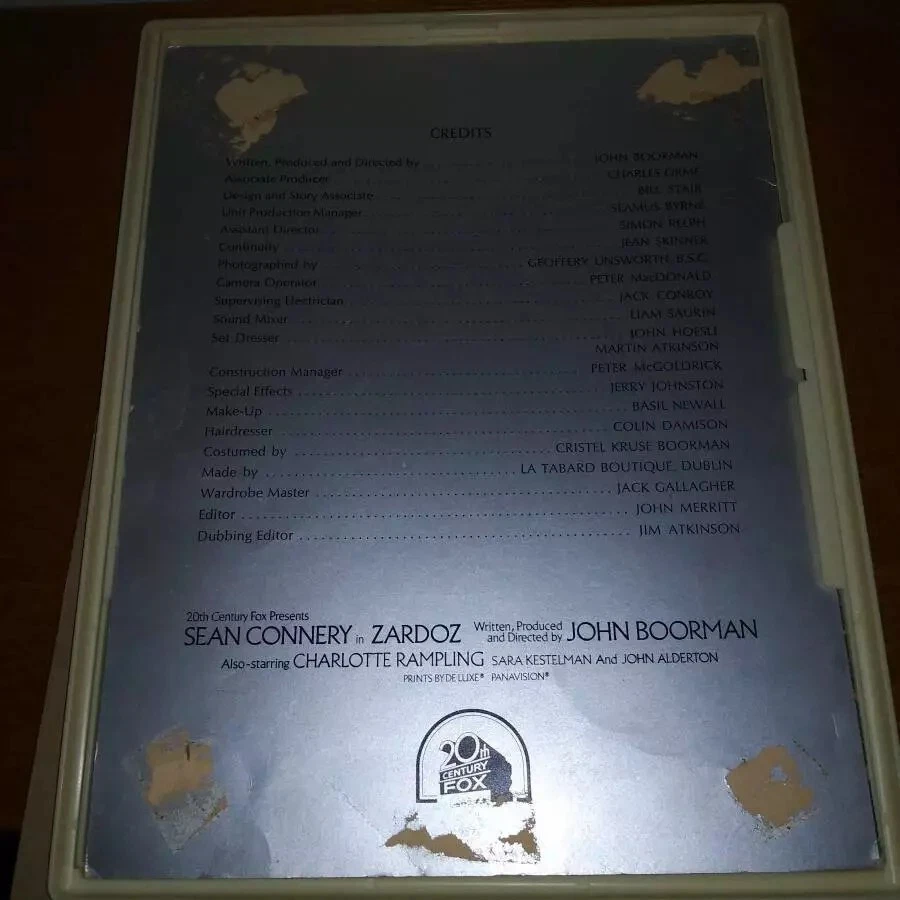 CREDITS
Written, Produced and Directed by ........ JOHN BOORMAN
Associate Producer ........ CHARLES ORME
Design and Story Associate ........ BILL STAIR
Unit Production Manager ........ SEAMUS BYRNE
Assistant Director ........ SIMON RELPH
Continuity ........ JEAN SKINNER
Photographed by ........ GEOFFERY UNSWORTH, B.S.C.
Camera Operator ........ PETER MacDONALD
Supervising Electrician ........ JACK CONROY
Sound Mixer ........ LIAM SAURIN
Set Dresser ........ JOHN HOESLI
MARTIN ATKINSON
Construction Manager ........ PETER McGOLDRICK
Special Effects ........ JERRY JOHNSTON
Make-Up ........ BASIL NEWALL
Hairdresser ........ COLIN DAMISON
Costumed by ........ CRISTEL KRUSE BOORMAN
Made by ........ LA TABARD BOUTIQUE, DUBLIN
Wardrobe Master ........ JACK GALLAGHER
Editor ........ JOHN MERRITT
Dubbing Editor ........ JIM ATKINSON
20th Century Fox Presents
SEAN CONNERY in ZARDOZ Written, Produced and Directed by JOHN BOORMAN
Also-starring CHARLOTTE RAMPLING SARA KESTELMAN And JOHN ALDERTON
PRINTS BY DE LUXE® PANAVISION®
20th
CENTURY
FOX